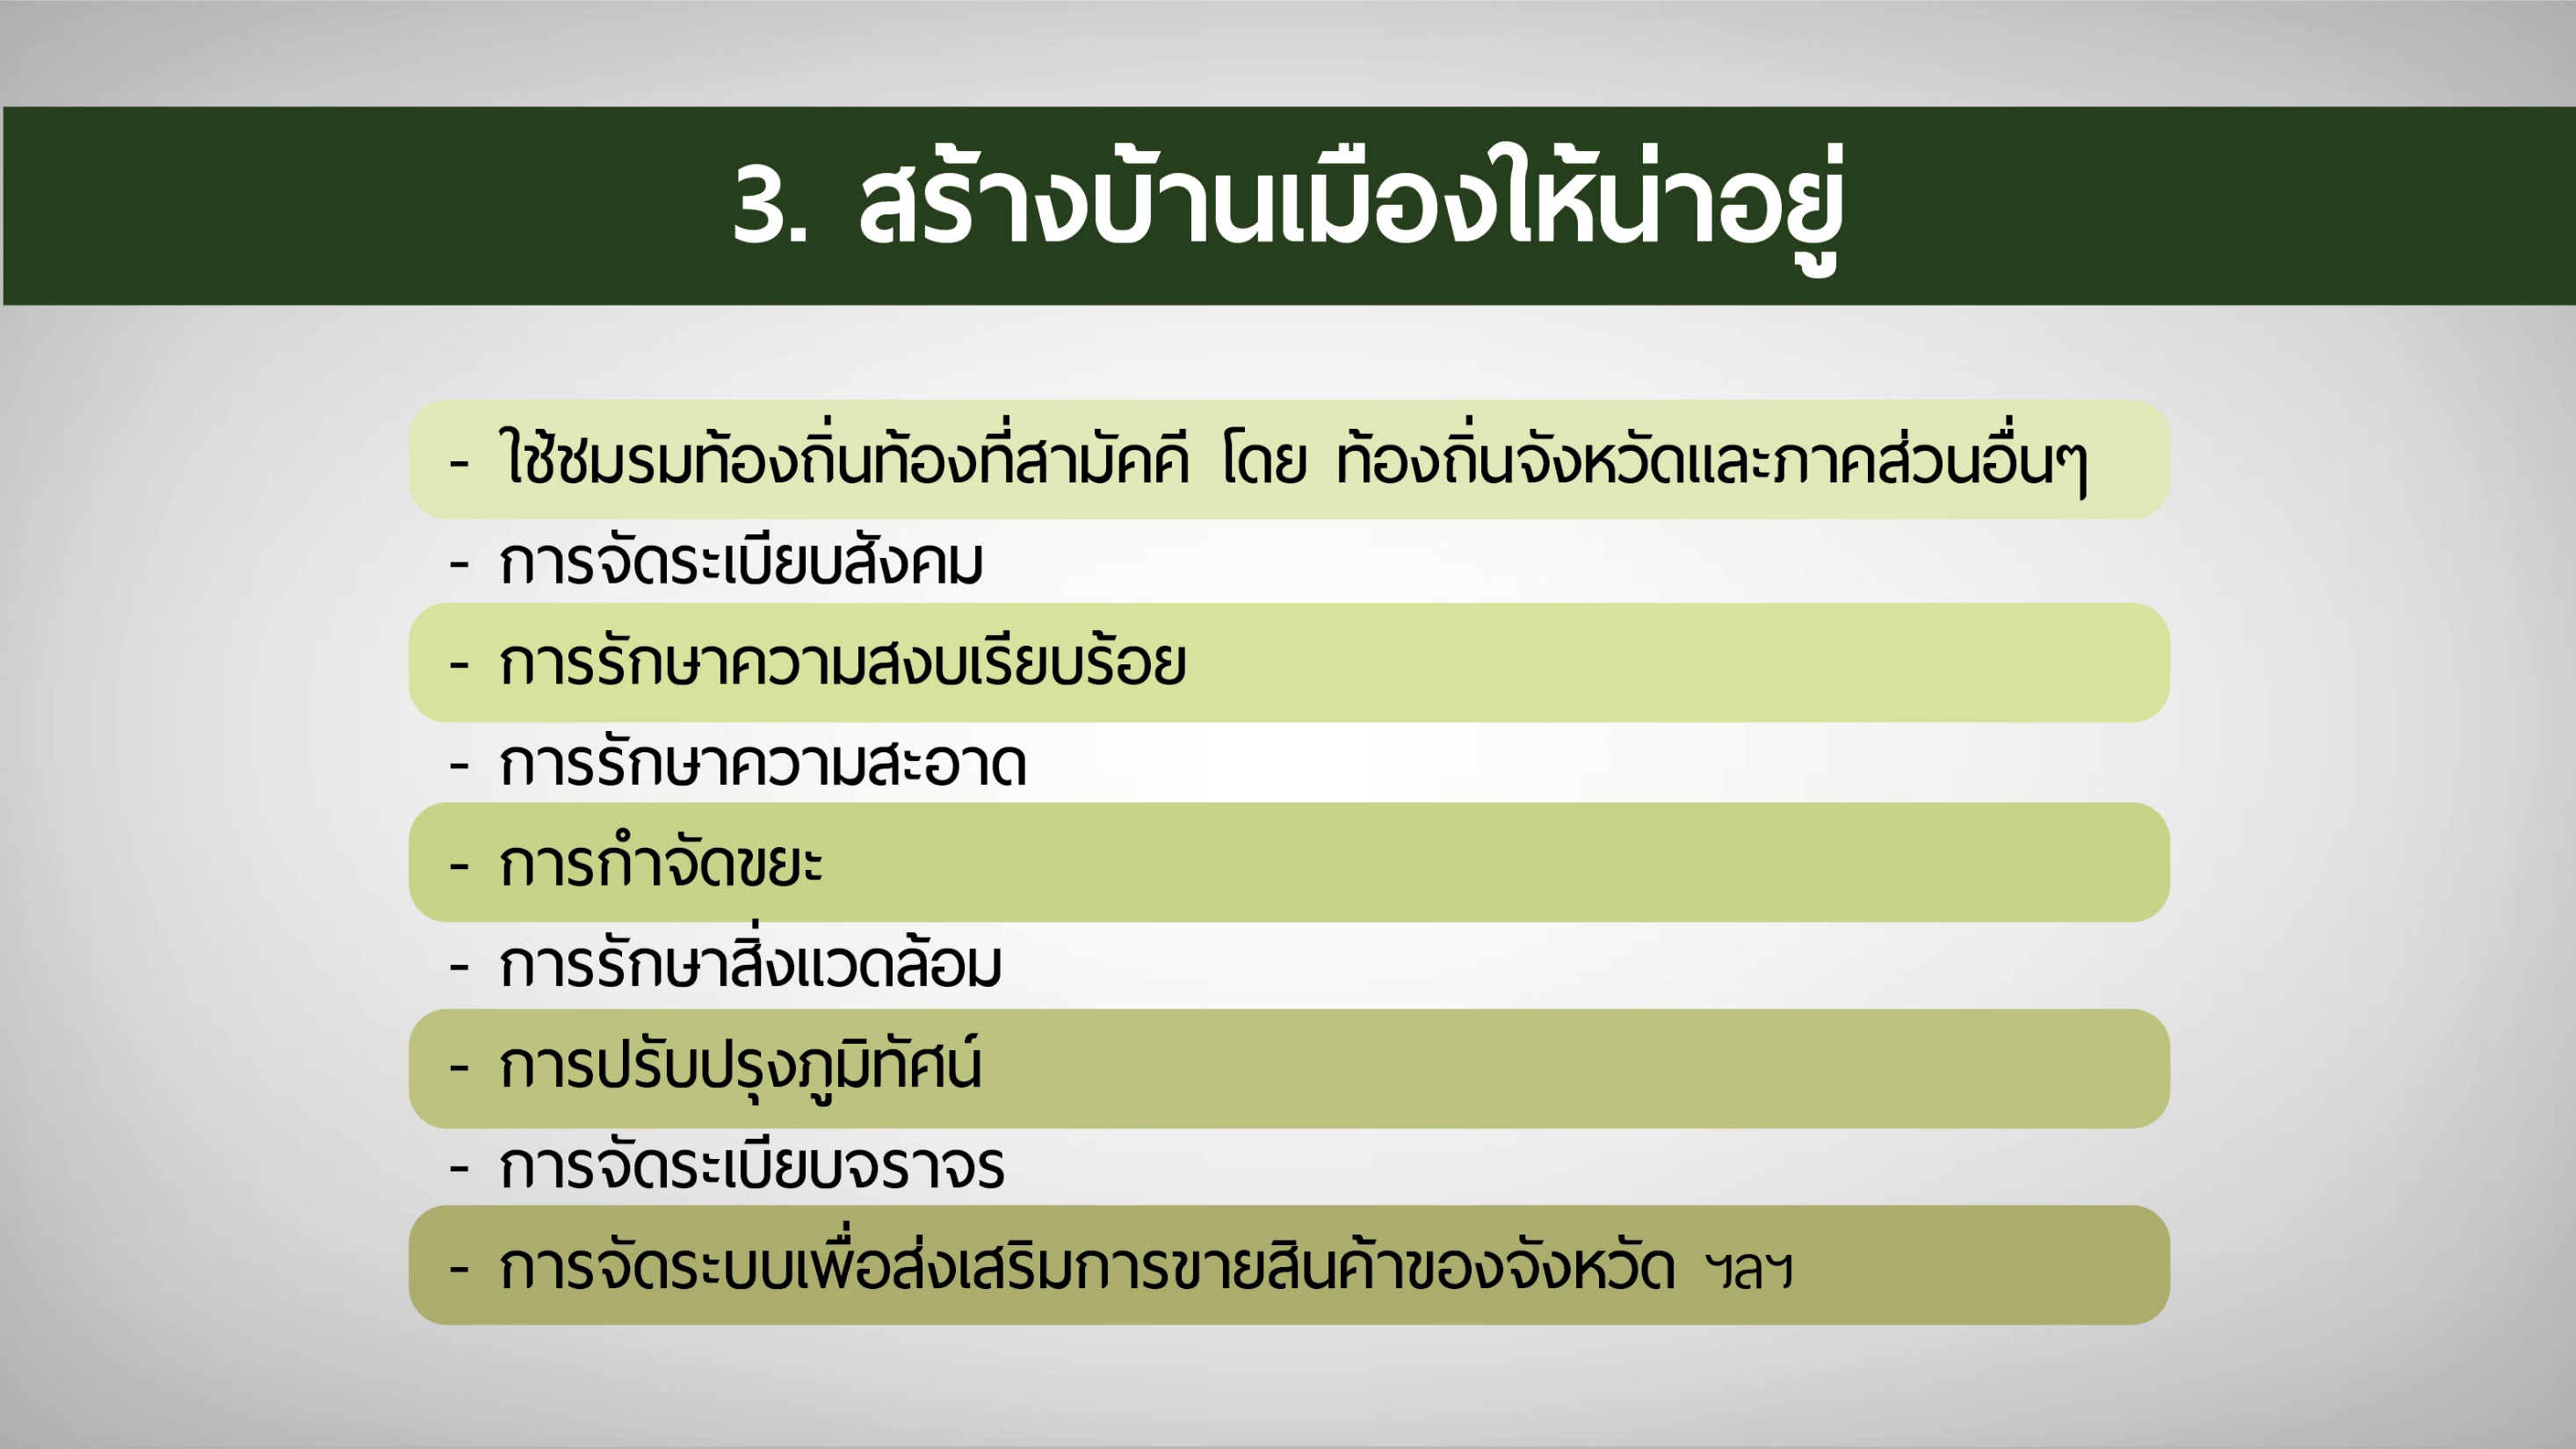 3. สร้างบ้านเมืองให้น่าอยู่
- ใช้ชมรมท้องถิ่นท้องที่สามัคคี โดย ท้องถิ่นจังหวัดและภาคส่วนอื่นๆ
- การจัดระเบียบสังคม
- การรักษาความสงบเรียบร้อย
- การรักษาความสะอาด
- การกำจัดขยะ
- การรักษาสิ่งแวดล้อม
- การปรับปรุงภูมิทัศน์
- การจัดระเบียบจราจร
- การจัดระบบเพื่อส่งเสริมการขายสินค้าของจังหวัด ฯลฯ